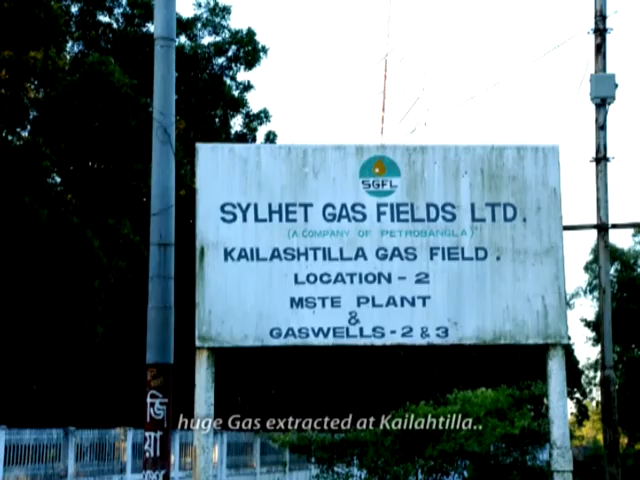 SGFL
SYLHET GAS FIELDS LTD.
(A COMPANY OF PETROBANGLA)
KAILASHTILLA GAS FIELD.
LOCATION - 2
MSTE PLANT
&
GASWELLS - 2 & 3
জি
য়া
huge Gas extracted at Kailahtilla..